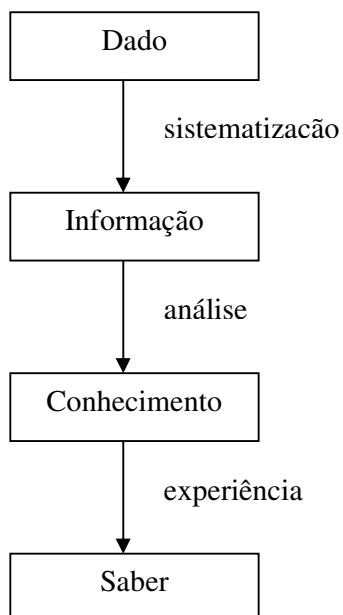 Dado
sistematizacão
Informação
análise
Conhecimento
experiência
Saber